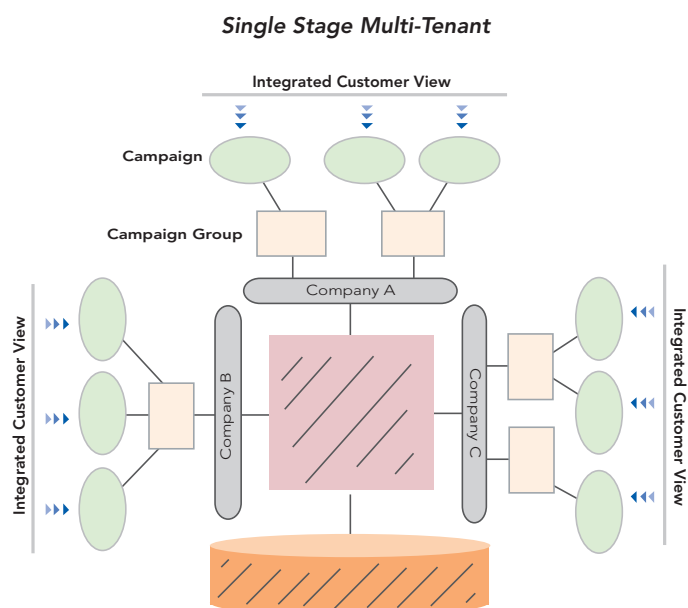 Single Stage Multi-Tenant
Integrated Customer View
Campaign
Campaign Group
Company A
Integrated Customer View
Company B
Company C
Integrated Customer View